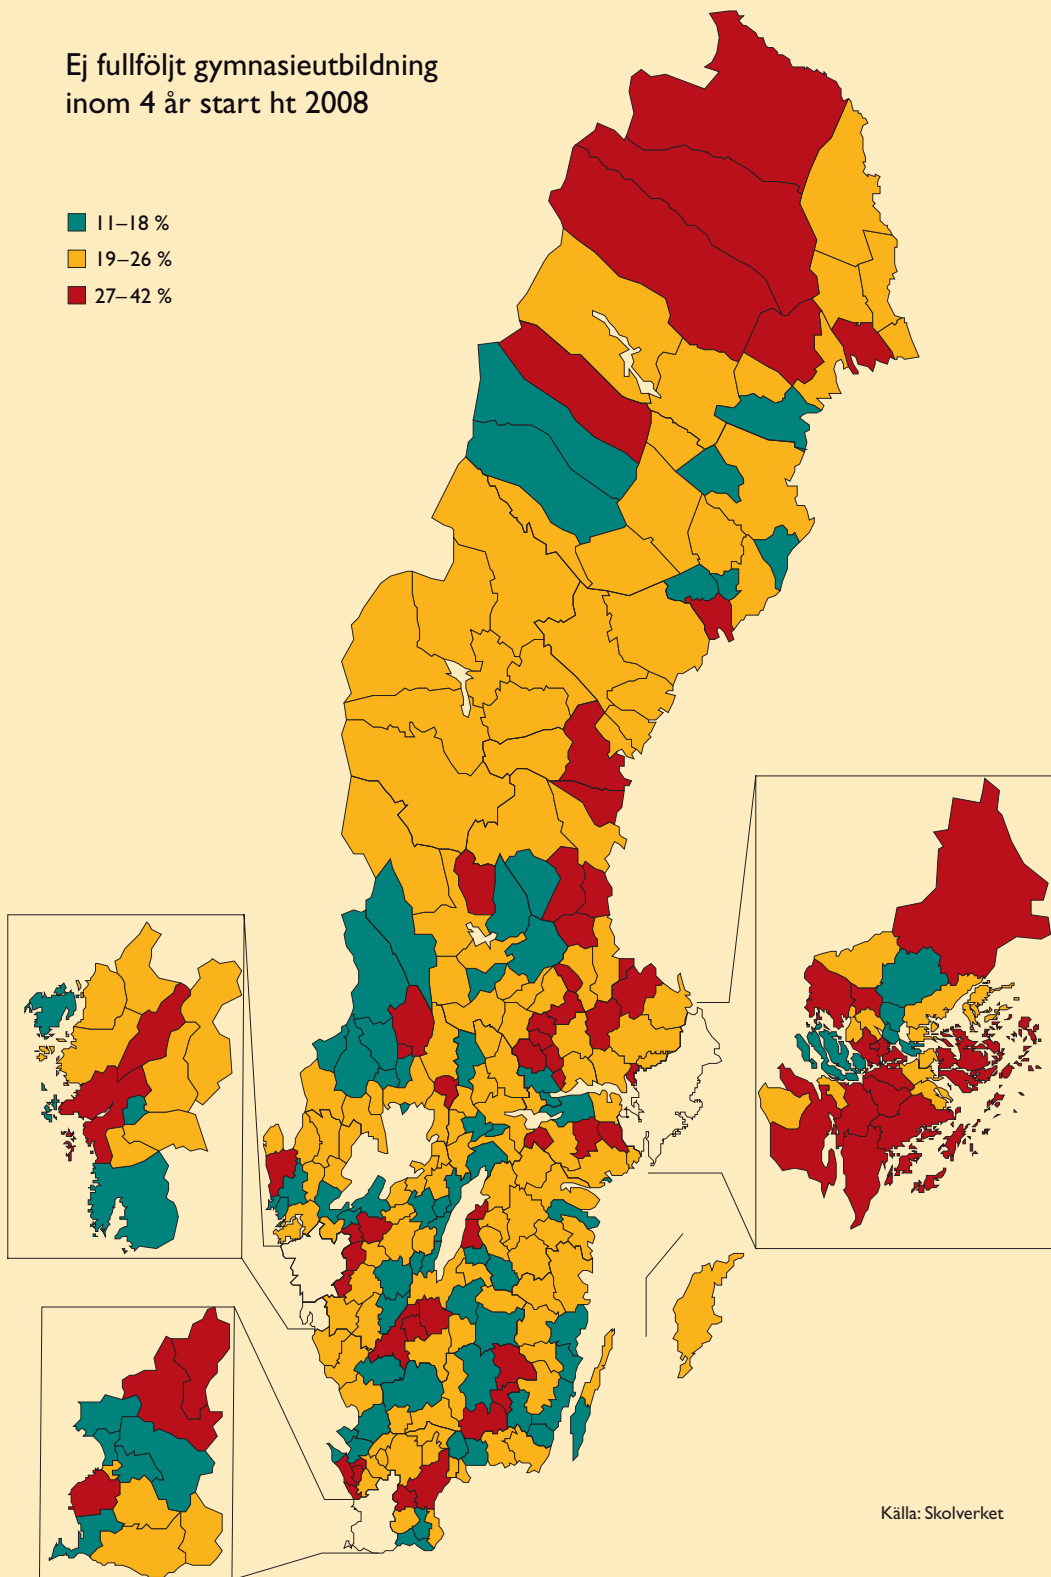 Ej fullföljt gymnasieutbildning
inom 4 år start ht 2008
11–18 %
19–26 %
27–42 %
Källa: Skolverket